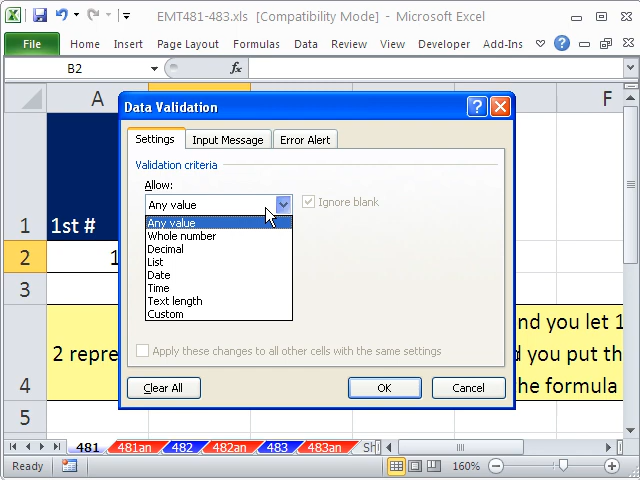 EMT481-483.xls [Compatibility Mode] - Microsoft Excel
File Home Insert Page Layout Formulas Data Review View Developer Add-Ins
B2 fx
Data Validation
Settings Input Message Error Alert
Validation criteria
Allow:
Any value Ignore blank
Any value
Whole number
Decimal
List
Date
Time
Text length
Custom
Apply these changes to all other cells with the same settings
Clear All OK Cancel
A F
1 1st #
2 1
3
nd you let 1
4 2 repre d you put th
the formula
5
481 481an 482 482an 483 483an Sh
Ready 160%